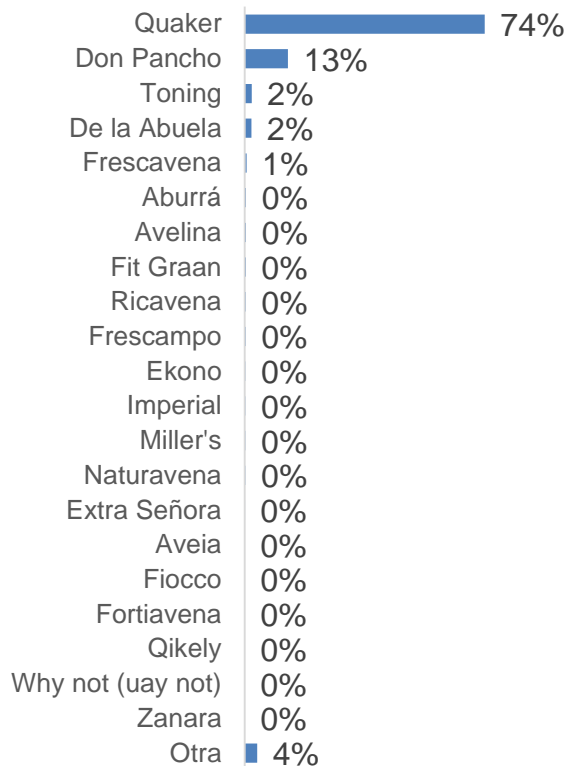 Quaker 74%
Don Pancho 13%
Toning 2%
De la Abuela 2%
Frescavena 1%
Aburrá 0%
Avelina 0%
Fit Graan 0%
Ricavena 0%
Frescampo 0%
Ekono 0%
Imperial 0%
Miller's 0%
Naturavena 0%
Extra Señora 0%
Aveia 0%
Fiocco 0%
Fortiavena 0%
Qikely 0%
Why not (uay not) 0%
Zanara 0%
Otra 4%